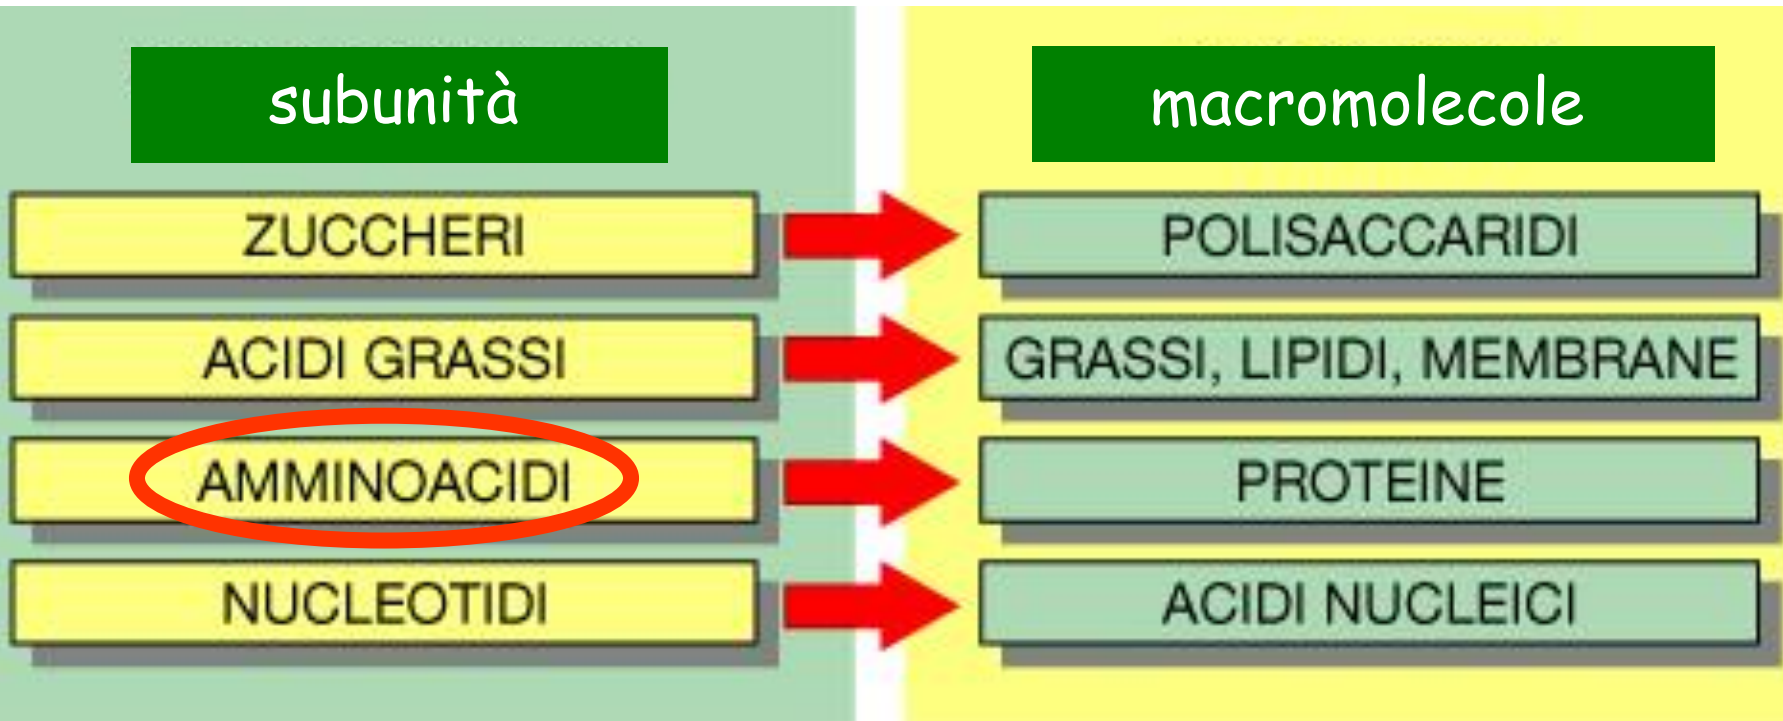 subunità
macromolecole
ZUCCHERI
POLISACCARIDI
ACIDI GRASSI
GRASSI, LIPIDI, MEMBRANE
AMMINOACIDI
PROTEINE
NUCLEOTIDI
ACIDI NUCLEICI